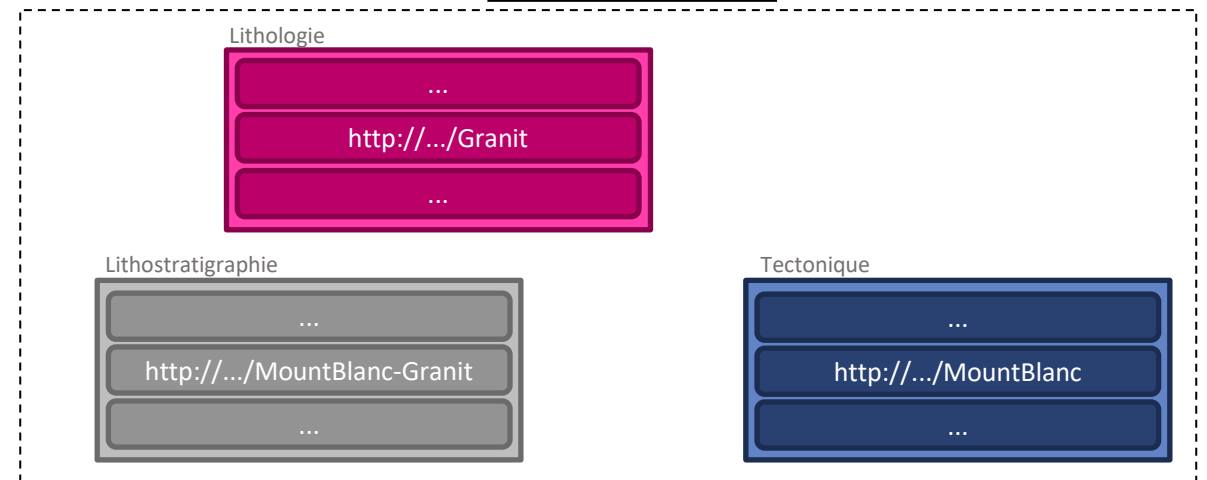 Lithologie
...
http://.../Granit
...
Lithostratigraphie
...
http://.../MountBlanc-Granit
...
Tectonique
...
http://.../MountBlanc
...